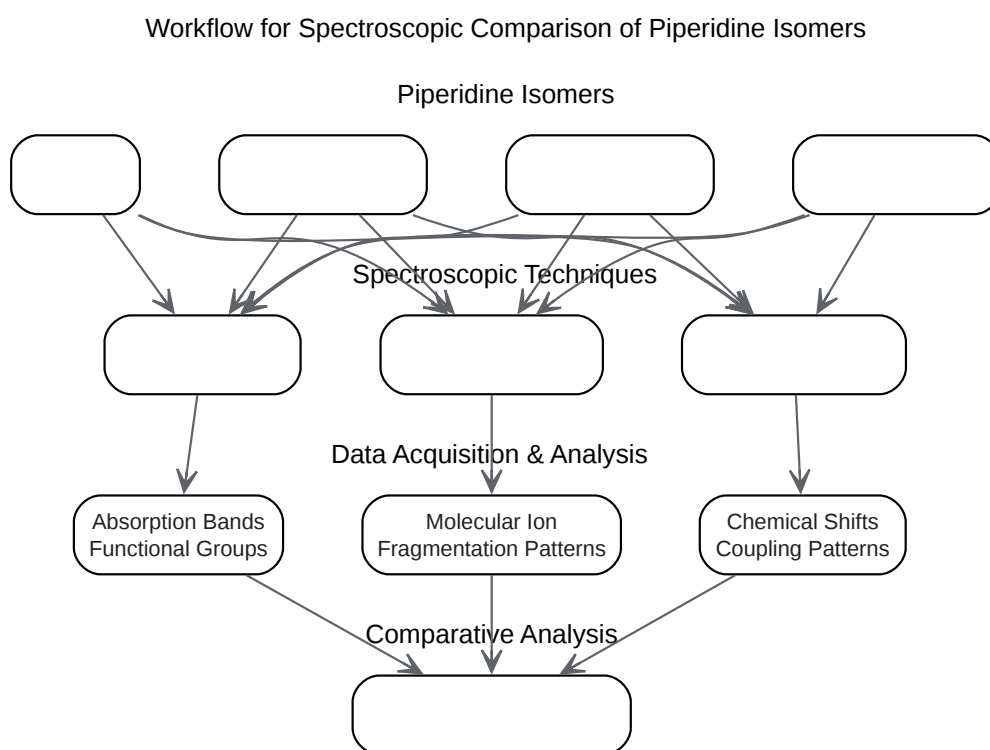 Workflow for Spectroscopic Comparison of Piperidine Isomers
Piperidine Isomers
Spectroscopic Techniques
Data Acquisition & Analysis
Absorption Bands
Functional Groups
Molecular Ion
Fragmentation Patterns
Chemical Shifts
Coupling Patterns
Comparative Analysis